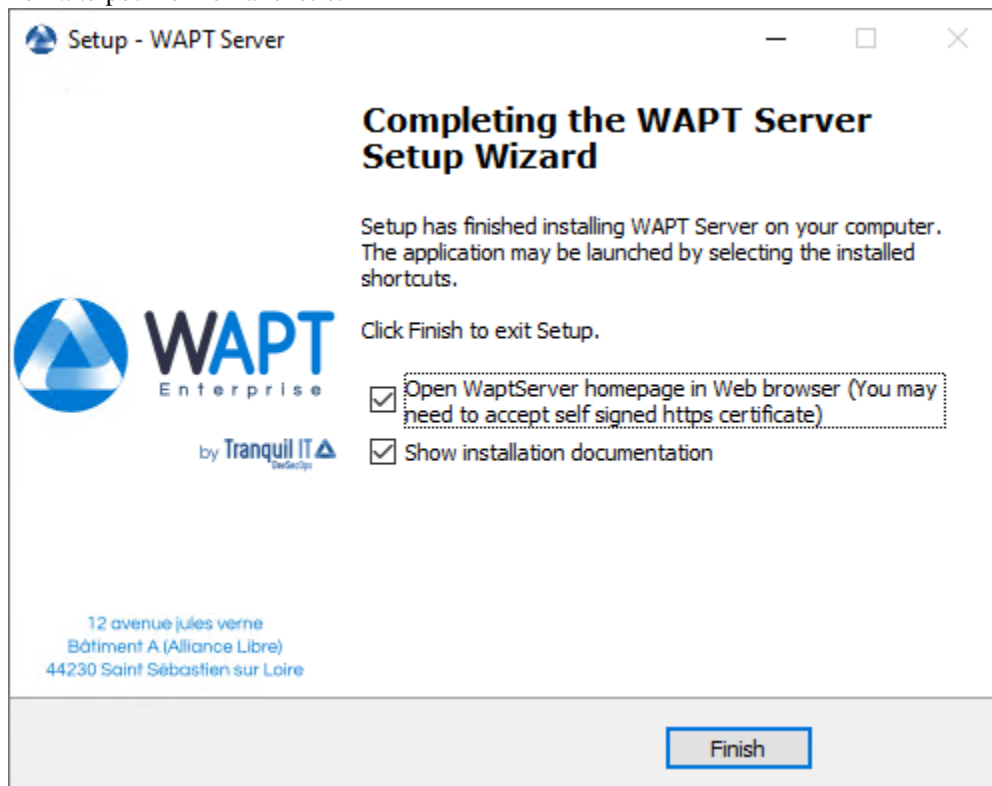 Setup - WAPT Server
Completing the WAPT Server
Setup Wizard
Setup has finished installing WAPT Server on your computer.
The application may be launched by selecting the installed
shortcuts.
Click Finish to exit Setup.
WAPT
Enterprise
by Tranquil IT
DevSecOps
Open WaptServer homepage in Web browser (You may
need to accept self signed https certificate)
Show installation documentation
12 avenue jules verne
Bâtiment A (Alliance Libre)
44230 Saint Sébastien sur Loire
Finish